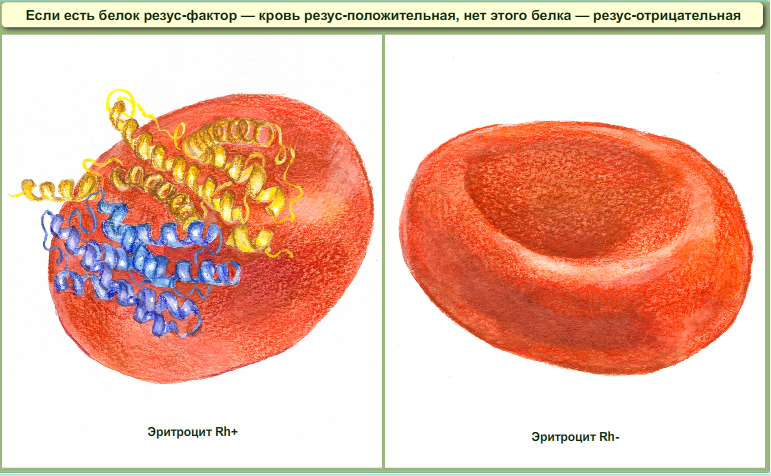 Если есть белок резус-фактор — кровь резус-положительная, нет этого белка — резус-отрицательная
Эритроцит Rh+
Эритроцит Rh-